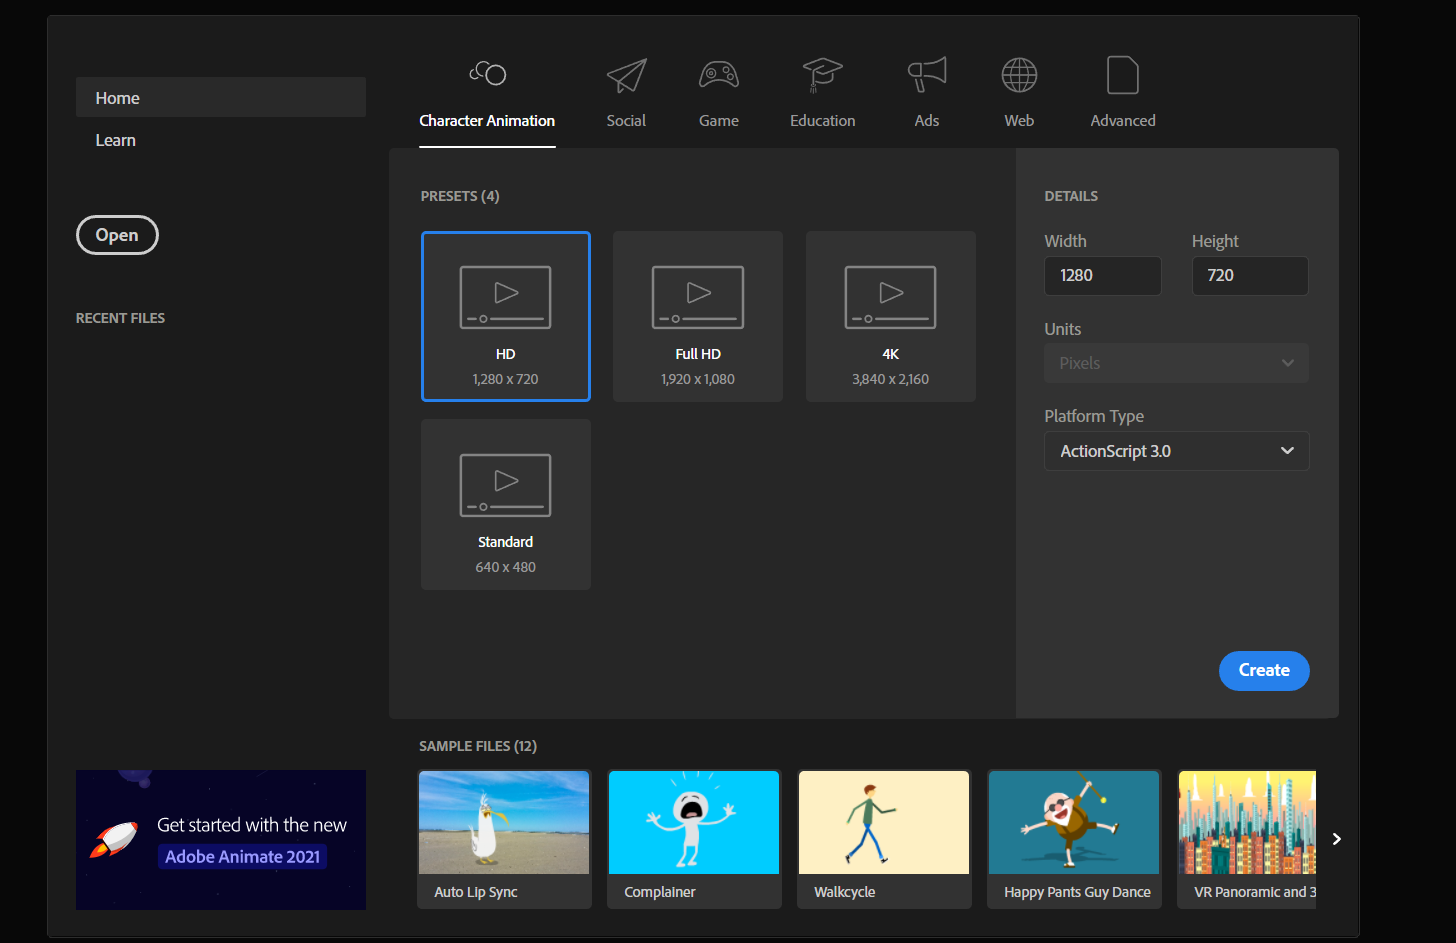 Home
Learn
Open
RECENT FILES
Get started with the new
Adobe Animate 2021
Character Animation
Social
Game
Education
Ads
Web
Advanced
PRESETS (4)
HD
1,280 x 720
Full HD
1,920 x 1,080
4K
3,840 x 2,160
Standard
640 x 480
DETAILS
Width
Height
1280
720
Units
Pixels
Platform Type
ActionScript 3.0
Create
SAMPLE FILES (12)
Auto Lip Sync
Complainer
Walkcycle
Happy Pants Guy Dance
VR Panoramic and 3